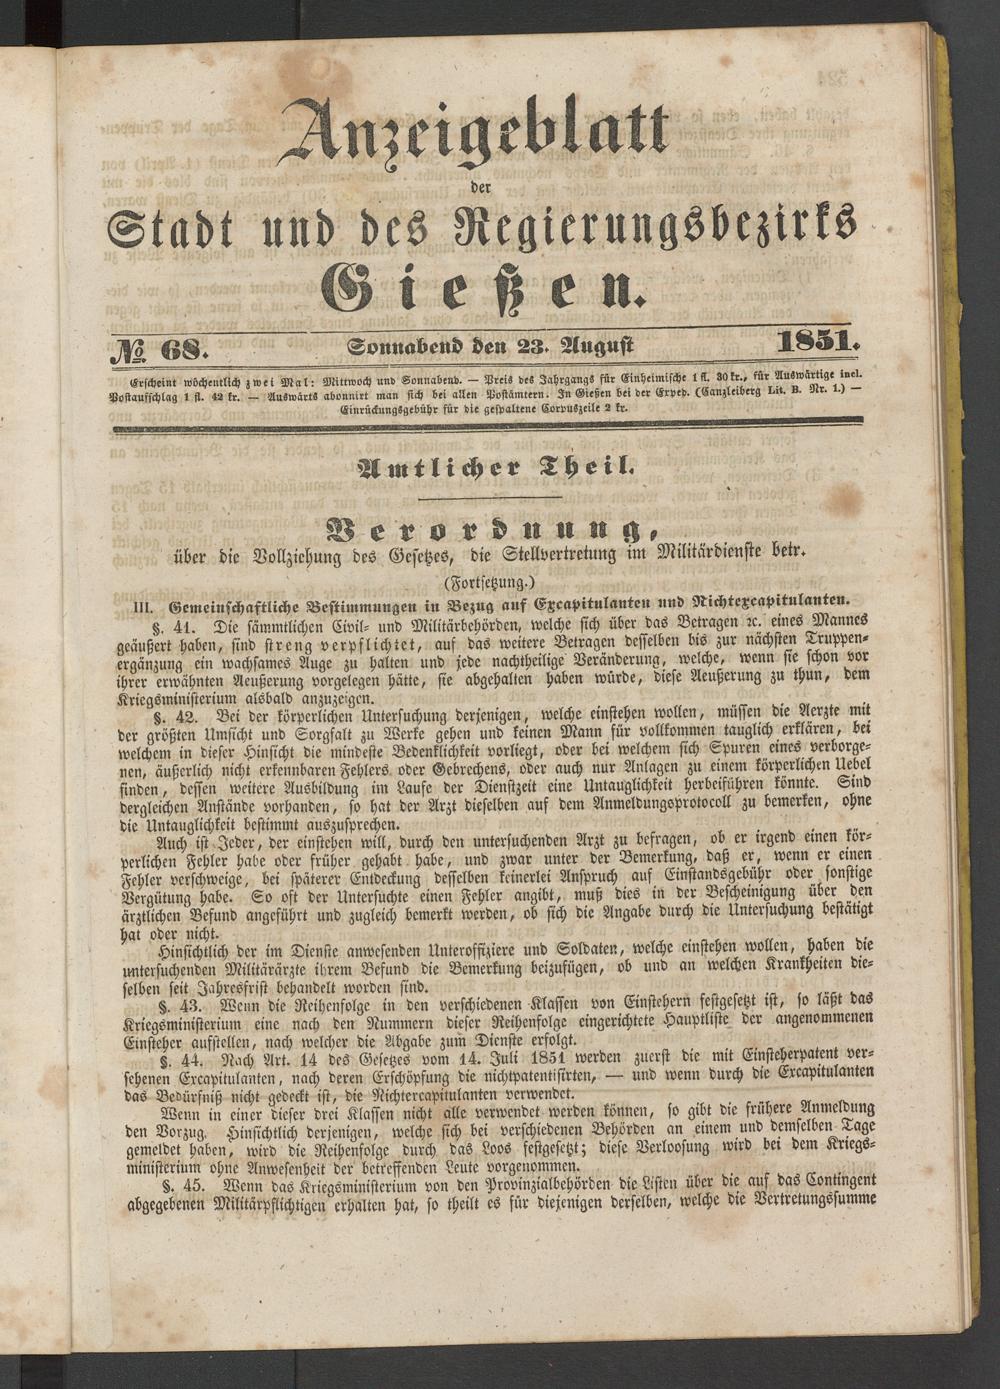 Anzeigeblatt
der
Stadt und des Regierungsbezirks
Gießen.
№ 68. Sonnabend den 23. August 1851.
Erscheint wöchentlich zwei Mal: Mittwoch und Sonnabend. — Preis des Jahrgangs für Einheimische 1 fl. 30 kr., für Auswärtige incl.
Postaufschlag 1 fl. 42 kr. — Auswärts abonnirt man sich bei allen Postämtern. In Gießen bei der Exped. (Canzleiberg Lit. B. Nr. 1.) —
Einrückungsgebühr für die gespaltene Corpuszeile 2 kr.
Amtlicher Theil.
Verordnung,
über die Vollziehung des Gesetzes, die Stellvertretung im Militärdienste betr.
(Fortsetzung.)
III. Gemeinschaftliche Bestimmungen in Bezug auf Excapitulanten und Nichtexcapitulanten.
§. 41. Die sämmtlichen Civil- und Militärbehörden, welche sich über das Betragen ꝛc. eines Mannes
geäußert haben, sind streng verpflichtet, auf das weitere Betragen desselben bis zur nächsten Truppen-
ergänzung ein wachsames Auge zu halten und jede nachtheilige Veränderung, welche, wenn sie schon vor
ihrer erwähnten Aeußerung vorgelegen hätte, sie abgehalten haben würde, diese Aeußerung zu thun, dem
Kriegsministerium alsbald anzuzeigen.
§. 42. Bei der körperlichen Untersuchung derjenigen, welche einstehen wollen, müssen die Aerzte mit
der größten Umsicht und Sorgfalt zu Werke gehen und keinen Mann für vollkommen tauglich erklären, bei
welchem in dieser Hinsicht die mindeste Bedenklichkeit vorliegt, oder bei welchem sich Spuren eines verborge-
nen, äußerlich nicht erkennbaren Fehlers oder Gebrechens, oder auch nur Anlagen zu einem körperlichen Uebel
finden, dessen weitere Ausbildung im Laufe der Dienstzeit eine Untauglichkeit herbeiführen könnte. Sind
dergleichen Anstände vorhanden, so hat der Arzt dieselben auf dem Anmeldungsprotocoll zu bemerken, ohne
die Untauglichkeit bestimmt auszusprechen.
Auch ist Jeder, der einstehen will, durch den untersuchenden Arzt zu befragen, ob er irgend einen kör-
perlichen Fehler habe oder früher gehabt habe, und zwar unter der Bemerkung, daß er, wenn er einen
Fehler verschweige, bei späterer Entdeckung desselben keinerlei Anspruch auf Einstandsgebühr oder sonstige
Vergütung habe. So oft der Untersuchte einen Fehler angibt, muß dies in der Bescheinigung über den
ärztlichen Befund angeführt und zugleich bemerkt werden, ob sich die Angabe durch die Untersuchung bestätigt
hat oder nicht.
Hinsichtlich der im Dienste anwesenden Unteroffiziere und Soldaten, welche einstehen wollen, haben die
untersuchenden Militärärzte ihrem Befund die Bemerkung beizufügen, ob und an welchen Krankheiten die-
selben seit Jahresfrist behandelt worden sind.
§. 43. Wenn die Reihenfolge in den verschiedenen Klassen von Einstehern festgesetzt ist, so läßt das
Kriegsministerium eine nach den Nummern dieser Reihenfolge eingerichtete Hauptliste der angenommenen
Einsteher aufstellen, nach welcher die Abgabe zum Dienste erfolgt.
§. 44. Nach Art. 14 des Gesetzes vom 14. Juli 1851 werden zuerst die mit Einsteherpatent ver-
sehenen Excapitulanten, nach deren Erschöpfung die nichtpatentisirten, — und wenn durch die Excapitulanten
das Bedürfniß nicht gedeckt ist, die Nichtercapitulanten verwendet.
Wenn in einer dieser drei Klassen nicht alle verwendet werden können, so gibt die frühere Anmeldung
den Vorzug. Hinsichtlich derjenigen, welche sich bei verschiedenen Behörden an einem und demselben Tage
gemeldet haben, wird die Reihenfolge durch das Loos festgesetzt; diese Verloosung wird bei dem Kriegs-
ministerium ohne Anwesenheit der betreffenden Leute vorgenommen.
§. 45. Wenn das Kriegsministerium von den Provinzialbehörden die Listen über die auf das Contingent
abgegebenen Militärpflichtigen erhalten hat, so theilt es für diejenigen derselben, welche die Vertretungssumme